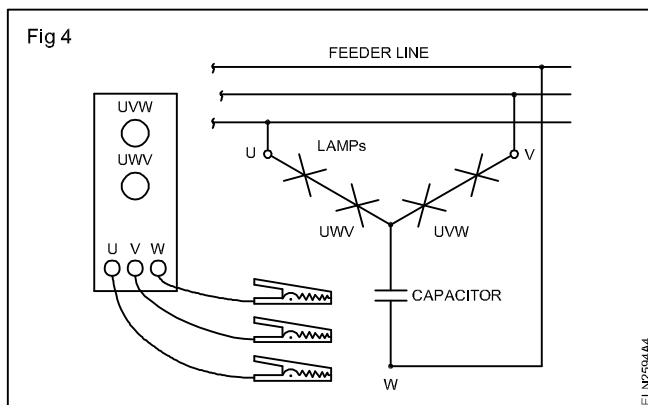 Fig 4
FEEDER LINE
UVW
UWV
U V W
LAMPs
U
V
UWV
UVW
CAPACITOR
W
ELN2594A4